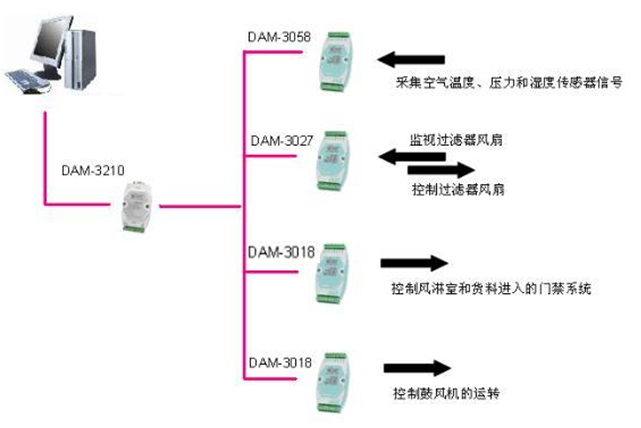 DAM-3058
采集空气温度、压力和湿度传感器信号
监视过滤器风扇
DAM-3027
控制过滤器风扇
DAM-3210
DAM-3018
控制风淋室和货料进入的门禁系统
DAM-3018
控制鼓风机的运转